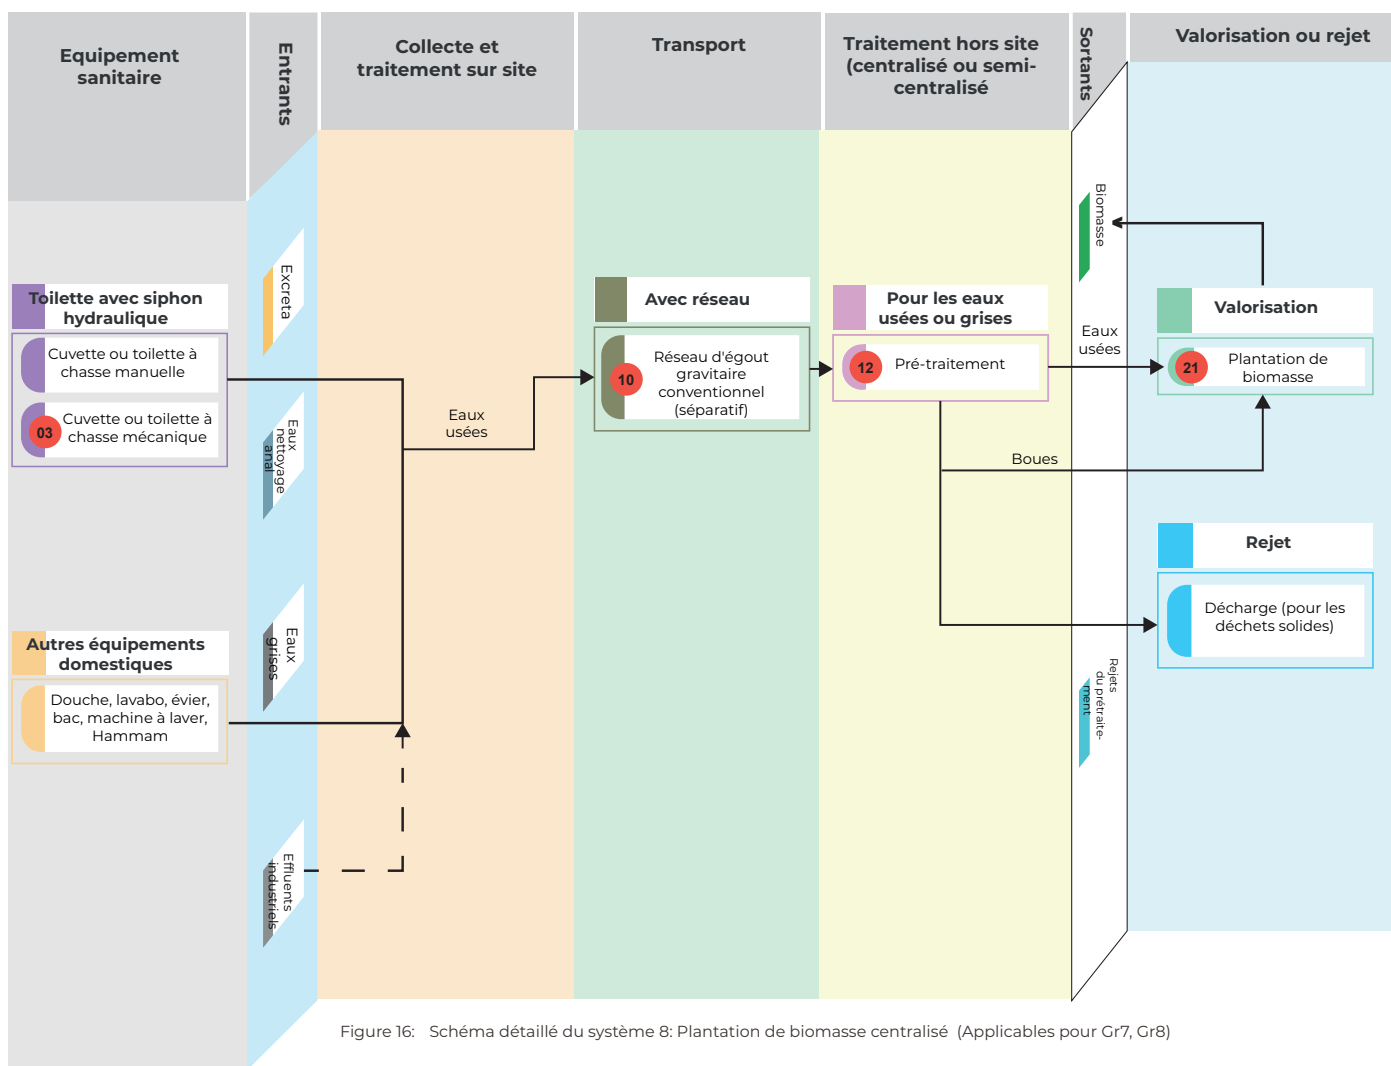 Equipement
sanitaire
Entrants
Collecte et
traitement sur site
Transport
Traitement hors site
(centralisé ou semi-
centralisé
Sortants
Valorisation ou rejet
Toilette avec siphon
hydraulique
Cuvette ou toilette à
chasse manuelle
03
Cuvette ou toilette à
chasse mécanique
Autres équipements
domestiques
Douche, lavabo, évier,
bac, machine à laver,
Hammam
Excreta
Eaux
nettoyage
anal
Eaux
grises
Effluents
industriels
Eaux
usées
Avec réseau
10
Réseau d'égout
gravitaire
conventionnel
(séparatif)
Pour les eaux
usées ou grises
12
Pré-traitement
Eaux
usées
Boues
Biomasse
Rejets
du prétraite-
ment
Valorisation
21
Plantation de
biomasse
Rejet
Décharge (pour les
déchets solides)
Figure 16: Schéma détaillé du système 8: Plantation de biomasse centralisé (Applicables pour Gr7, Gr8)